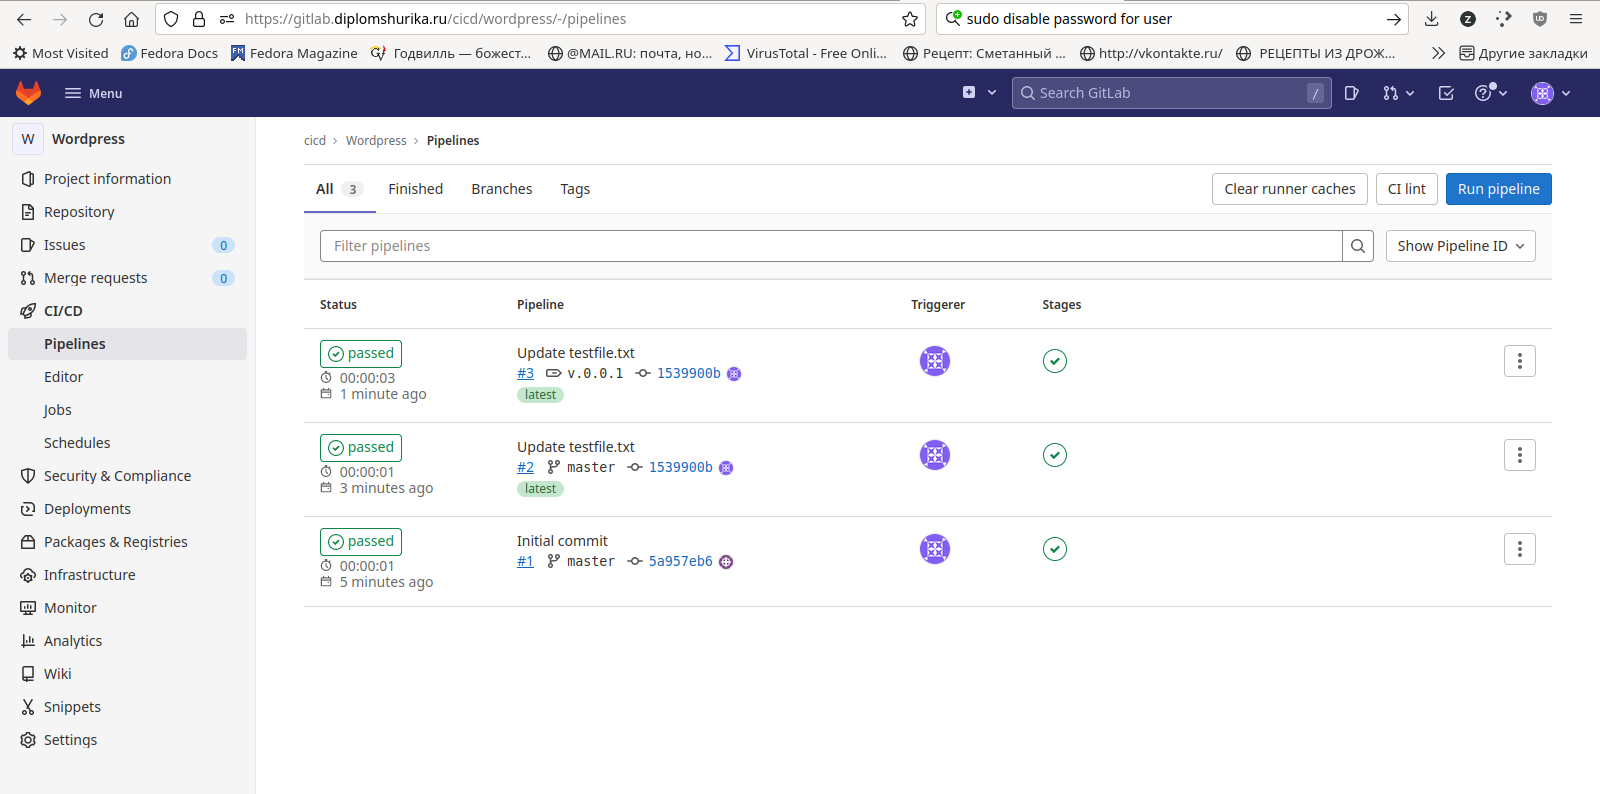 https://gitlab.diplomshurika.ru/cicd/wordpress/-/pipelines
sudo disable password for user
Most Visited
Fedora Docs
Fedora Magazine
Годвилль — божест...
@MAIL.RU: почта, но...
VirusTotal - Free Onli...
Рецепт: Сметанный ...
http://vkontakte.ru/
РЕЦЕПТЫ ИЗ ДРОЖ...
Другие закладки
Menu
Search GitLab
/
W
Wordpress
Project information
Repository
Issues
0
Merge requests
0
CI/CD
Pipelines
Editor
Jobs
Schedules
Security & Compliance
Deployments
Packages & Registries
Infrastructure
Monitor
Analytics
Wiki
Snippets
Settings
cicd › Wordpress › Pipelines
All 3
Finished
Branches
Tags
Clear runner caches
CI lint
Run pipeline
Filter pipelines
Show Pipeline ID
Status
Pipeline
Triggerer
Stages
passed
00:00:03
1 minute ago
Update testfile.txt
#3 v.0.0.1 1539900b
latest
passed
00:00:01
3 minutes ago
Update testfile.txt
#2 master 1539900b
latest
passed
00:00:01
5 minutes ago
Initial commit
#1 master 5a957eb6